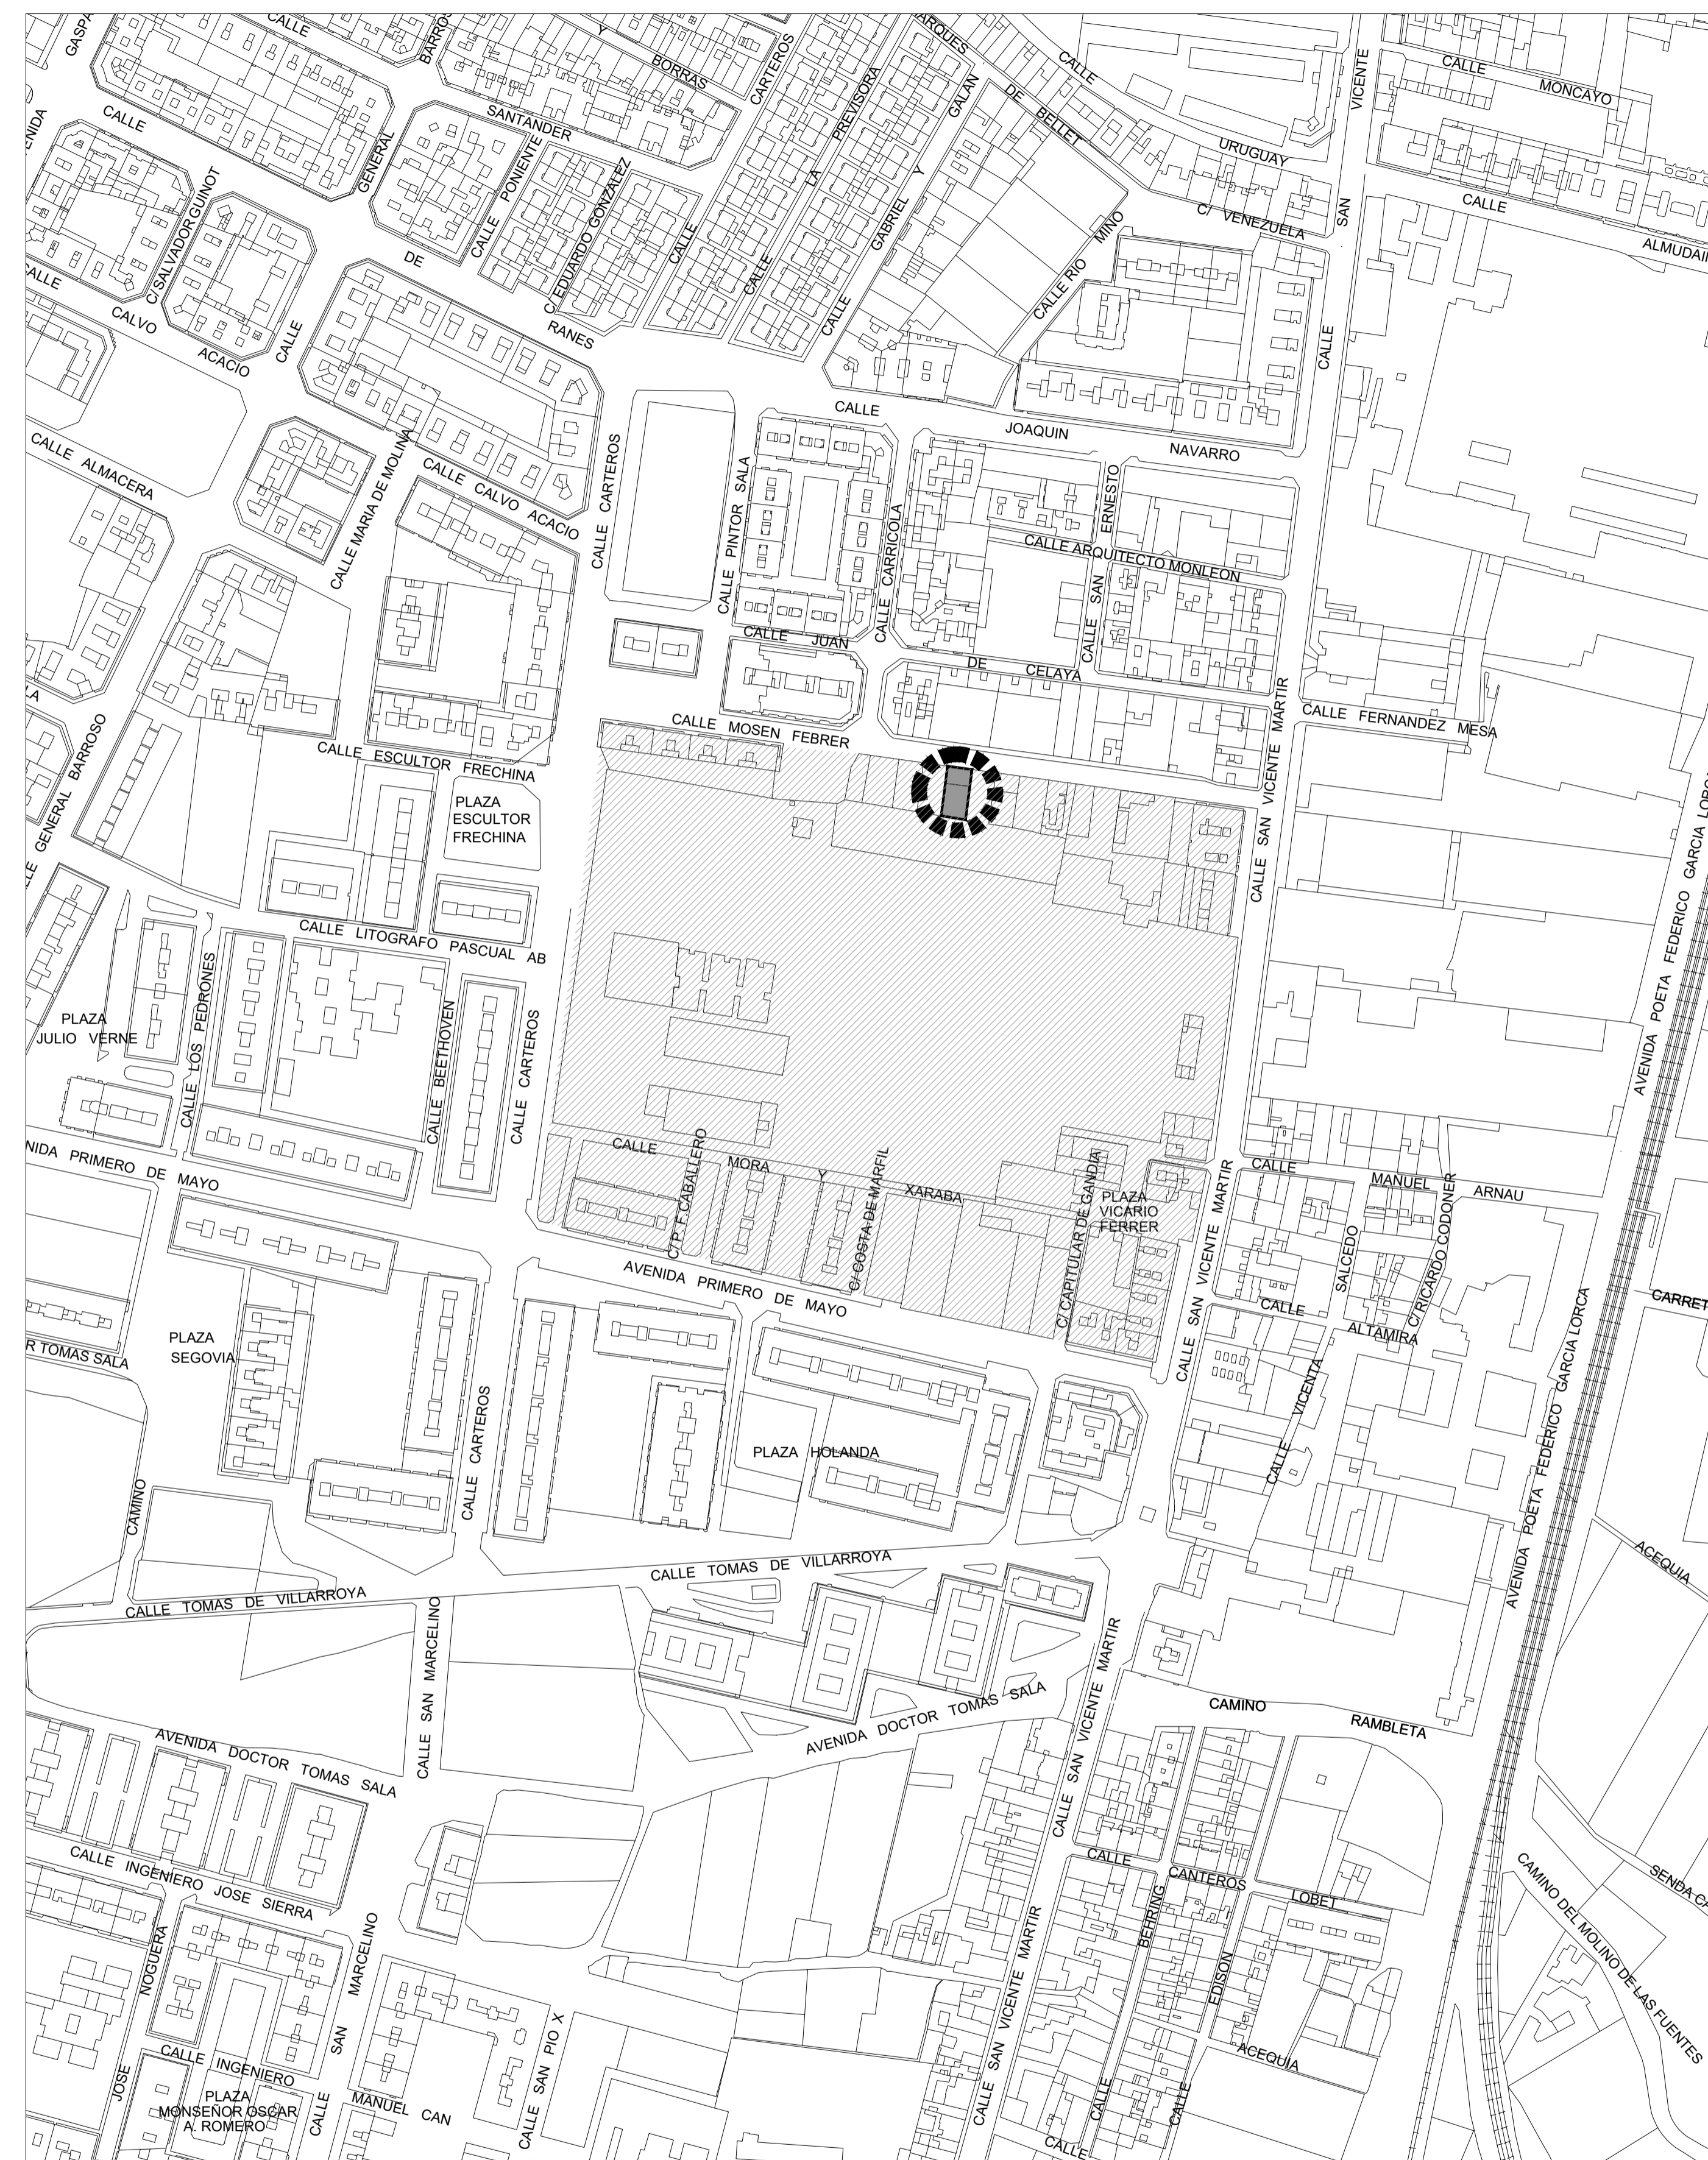 GASPA
CALLE
BARROS
Y
BORRAS
CARTEROS
ARQUES
DE BELLET
CALLE
URUGUAY
VICENTE
CALLE MONCAYO
ENIDA
CALLE
SANTANDER
LA PREVISORA
GALAN
GENERAL
CALLE PONIENTE
C/ EDUARDO GONZALEZ
C/ SALVADOR GUINOT
GABRIEL Y
MIÑO
C/ VENEZUELA
SAN
CALLE
ALMUDAI
DE
CALLE
CALLE
CALLE
CALLE RIO
CALLE
CALVO
ACACIO
CALLE
RANES
CALLE
CALLE
JOAQUIN
NAVARRO
CALLE ALMACERA
CALLE MARIA DE MOLINA
CALLE CALVO ACACIO
CALLE CARTEROS
CALLE PINTOR SALA
CALLE CARRICOLA
ERNESTO
CALLE ARQUITECTO MONLEON
CALLE SAN
CALLE JUAN
DE CELAYA
LA
CALLE MOSEN FEBRER
CALLE FERNANDEZ MESA
GENERAL BARROSO
CALLE ESCULTOR FRECHINA
PLAZA
ESCULTOR
FRECHINA
CALLE SAN VICENTE MARTIR
AVENIDA POETA FEDERICO GARCIA LORCA
CALLE LITOGRAFO PASCUAL AB
PLAZA
JULIO VERNE
CALLE LOS PEDRONES
CALLE BEETHOVEN
CALLE CARTEROS
NIDA PRIMERO DE MAYO
CALLE MORA Y XARABA
C/ P. F. CABALLERO
C/ COSTA DE MARFIL
C/ CAPITULAR DE GANDIA
PLAZA
VICARIO
FERRER
CALLE SAN VICENTE MARTIR
CALLE MANUEL ARNAU
SALCEDO
C/ RICARDO CODOÑER
AVENIDA PRIMERO DE MAYO
CALLE
ALTAMIRA
CARRET
R TOMAS SALA
PLAZA
SEGOVIA
CALLE CARTEROS
PLAZA HOLANDA
CALLE VICENTA
AVENIDA POETA FEDERICO GARCIA LORCA
CAMINO
CALLE TOMAS DE VILLARROYA
CALLE TOMAS DE VILLARROYA
ACEQUIA
CALLE SAN MARCELINO
CALLE SAN VICENTE MARTIR
CAMINO
RAMBLETA
AVENIDA DOCTOR TOMAS SALA
AVENIDA DOCTOR TOMAS SALA
CALLE INGENIERO JOSE SIERRA
CALLE
CANTEROS
LOBET
CAMINO DEL MOLINO DE LAS FUENTES
SENDA CA
BEHRING
EDISON
NOGUERA
JOSE
MARCELINO
SAN
CALLE
CALLE INGENIERO
MANUEL CAN
CALLE SAN PIO X
CALLE SAN VICENTE MARTIR
ACEQUIA
CALLE
CALLE
CALLE
PLAZA
MONSEÑOR OSCAR
A. ROMERO